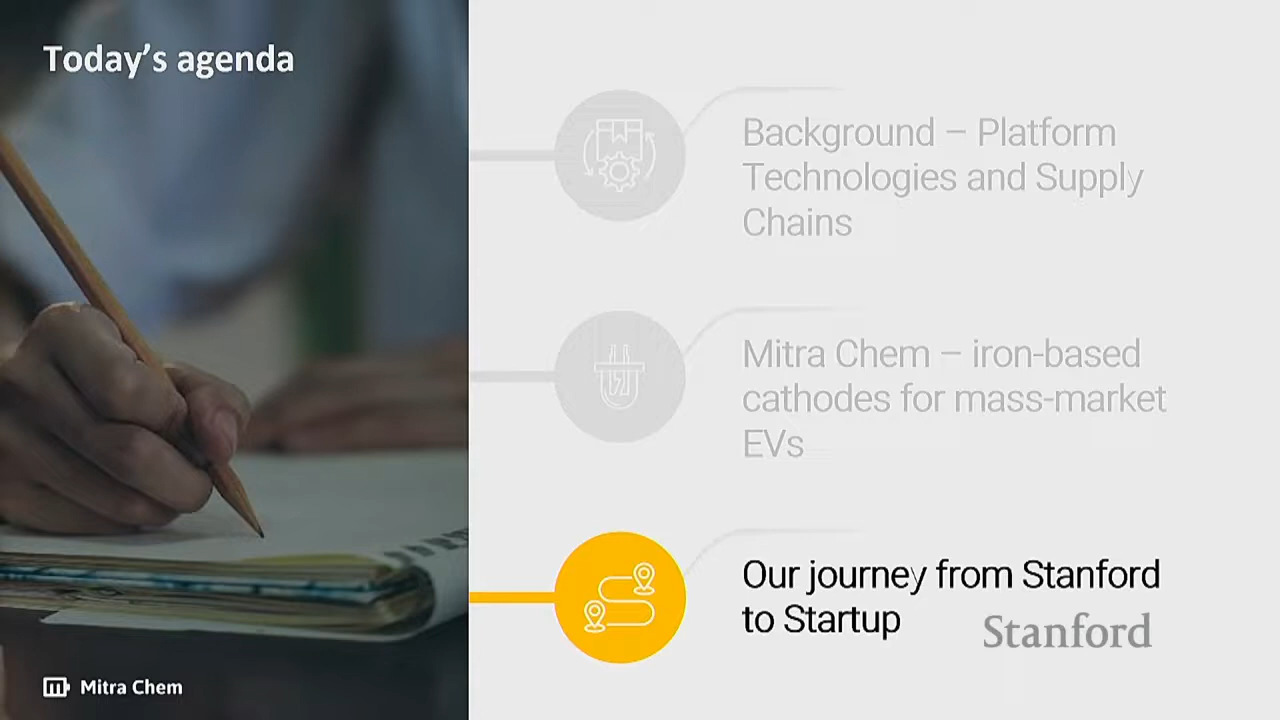 Today's agenda
Background – Platform
Technologies and Supply
Chains
Mitra Chem – iron-based
cathodes for mass-market
EVs
Our journey from Stanford
to Startup
Stanford
Mitra Chem